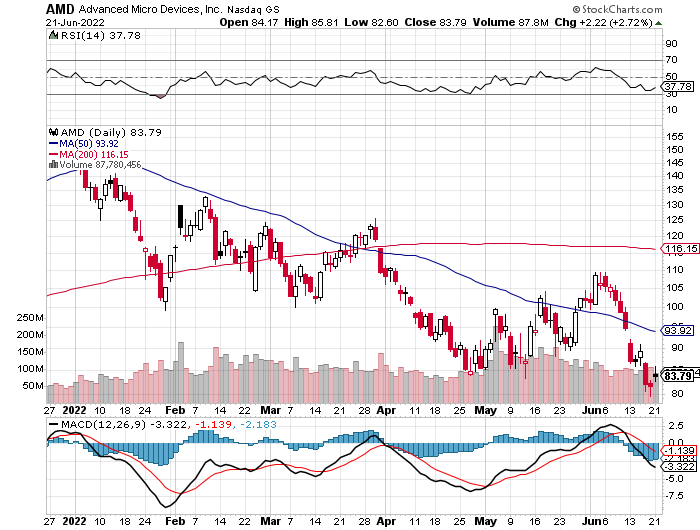 AMD Advanced Micro Devices, Inc. Nasdaq GS © StockCharts.com
21-Jun-2022 Open 84.17 High 85.81 Low 82.60 Close 83.79 Volume 87.8M Chg +2.22 (+2.72%)
RSI(14) 37.78
90
70
50
37.78
30
10
AMD (Daily) 83.79
MA(50) 93.92
MA(200) 116.15
Volume 87,780,456
150
145
140
135
130
125
120
116.15
110
105
100
95
93.92
90
83.79
80
250M
200M
150M
100M
50M
27 2022 10 18 24 Feb 7 14 22 Mar 7 14 21 28 Apr 11 18 25 May 9 16 23 Jun 6 13 21
MACD(12,26,9) -3.322, -1.139, -2.183
2.5
0.0
-1.139
-2.183
-3.322
-5.0
-7.5
27 2022 10 18 24 Feb 7 14 22 Mar 7 14 21 28 Apr 11 18 25 May 9 16 23 Jun 6 13 21